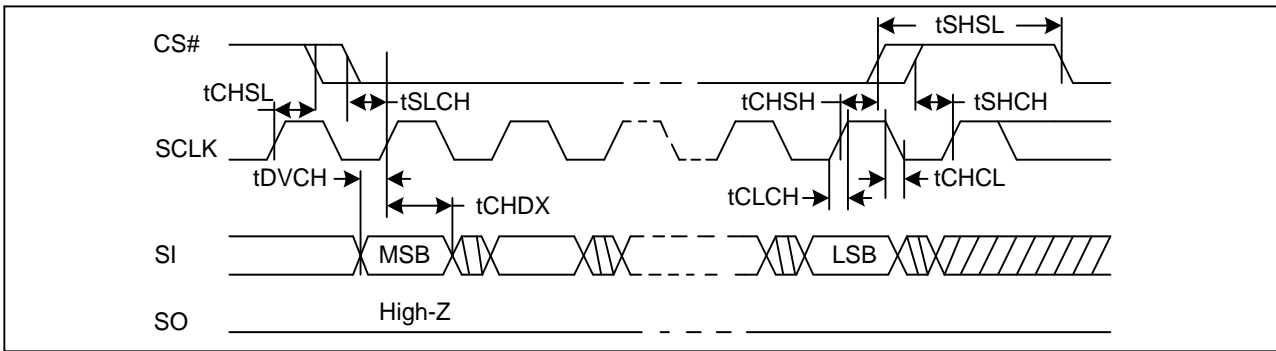 tSHSL
CS#
tCHSL
tSLCH
tCHSH
tSHCH
SCLK
tDVCH
tCHDX
tCLCH
tCHCL
SI
MSB
LSB
High-Z
SO